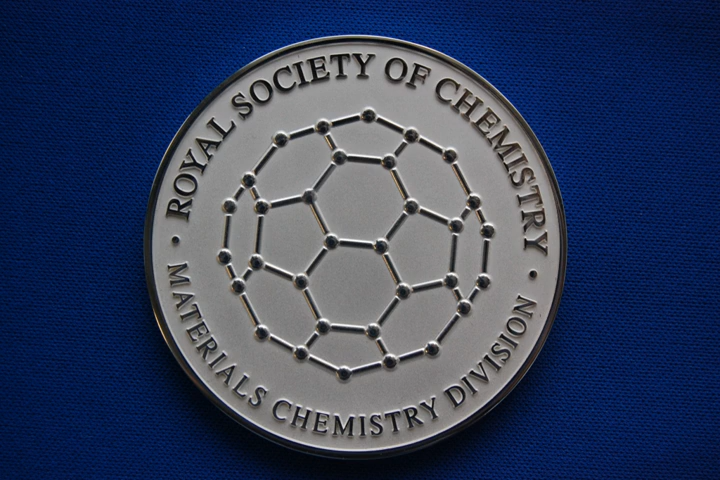 ROYAL SOCIETY OF CHEMISTRY
MATERIALS CHEMISTRY DIVISION